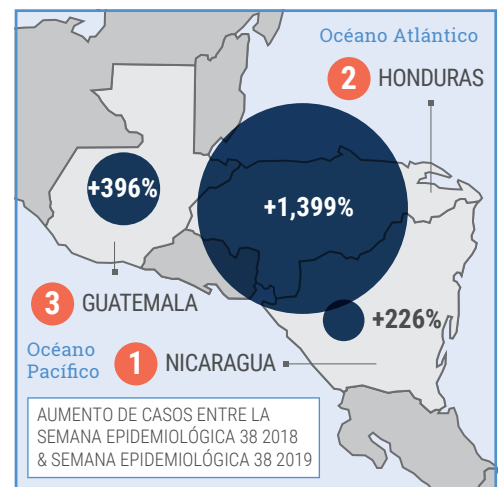 Océano Atlántico
2 HONDURAS
+396%
+1,399%
3 GUATEMALA
+226%
Océano
Pacífico
1 NICARAGUA
AUMENTO DE CASOS ENTRE LA
SEMANA EPIDEMIOLÓGICA 38 2018
& SEMANA EPIDEMIOLÓGICA 38 2019